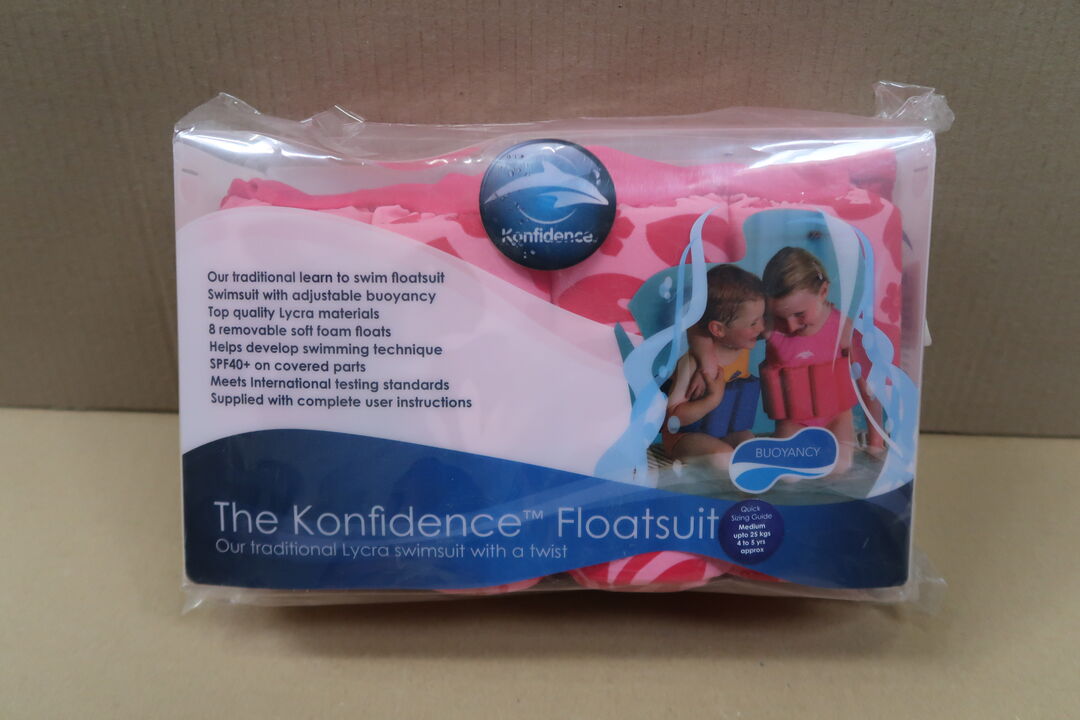 Konfidence
Our traditional learn to swim floatsuit
Swimsuit with adjustable buoyancy
Top quality Lycra materials
8 removable soft foam floats
Helps develop swimming technique
SPF40+ on covered parts
Meets International testing standards
Supplied with complete user instructions
BUOYANCY
The Konfidence™ Floatsuit
Our traditional Lycra swimsuit with a twist
Quick
Sizing Guide
Medium
upto 25 kgs
4 to 5 yrs
approx